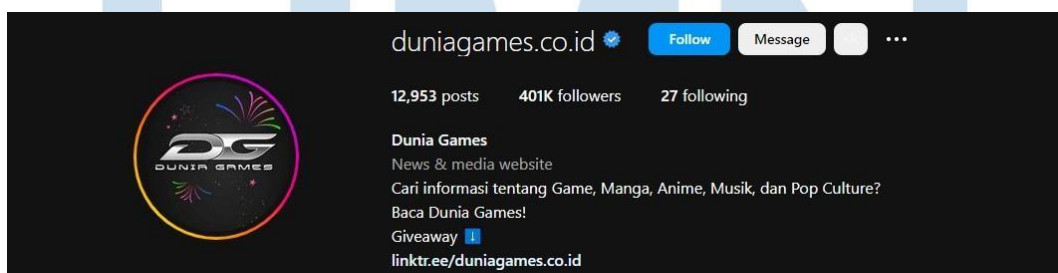 duniagames.co.id
Follow
Message
12,953 posts 401K followers 27 following
DG
DUNIA GAMES
Dunia Games
News & media website
Cari informasi tentang Game, Manga, Anime, Musik, dan Pop Culture?
Baca Dunia Games!
Giveaway ⬇️
linktr.ee/duniagames.co.id